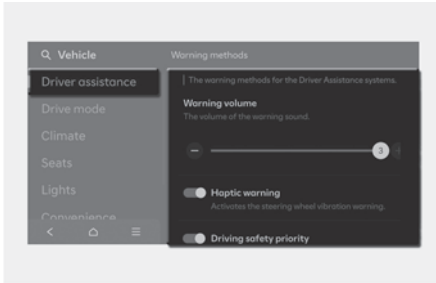 Vehicle
Warning methods
Driver assistance
The warning methods for the Driver Assistance systems.
Drive mode
Warning volume
The volume of the warning sound.
Climate
3
Seats
Lights
Haptic warning
Activates the steering wheel vibration warning.
Convenience
Driving safety priority